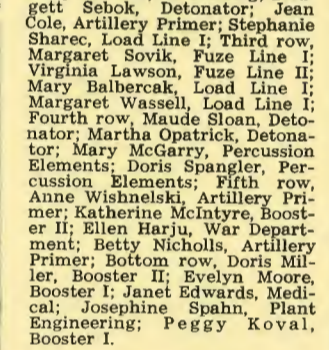 gett Sebok, Detonator; Jean
Cole, Artillery Primer; Stephanie
Sharec, Load Line I; Third row,
Margaret Sovik, Fuze Line I;
Virginia Lawson, Fuze Line II;
Mary Balbercak, Load Line I;
Margaret Wassell, Load Line I;
Fourth row, Maude Sloan, Deto-
nator; Martha Opatrick, Detona-
tor; Mary McGarry, Percussion
Elements; Doris Spangler, Per-
cussion Elements; Fifth row,
Anne Wishnelski, Artillery Pri-
mer; Katherine McIntyre, Boost-
er II; Ellen Harju, War Depart-
ment; Betty Nicholls, Artillery
Primer; Bottom row, Doris Mil-
ler, Booster II; Evelyn Moore,
Booster I; Janet Edwards, Medi-
cal; Josephine Spahn, Plant
Engineering; Peggy Koval,
Booster I.